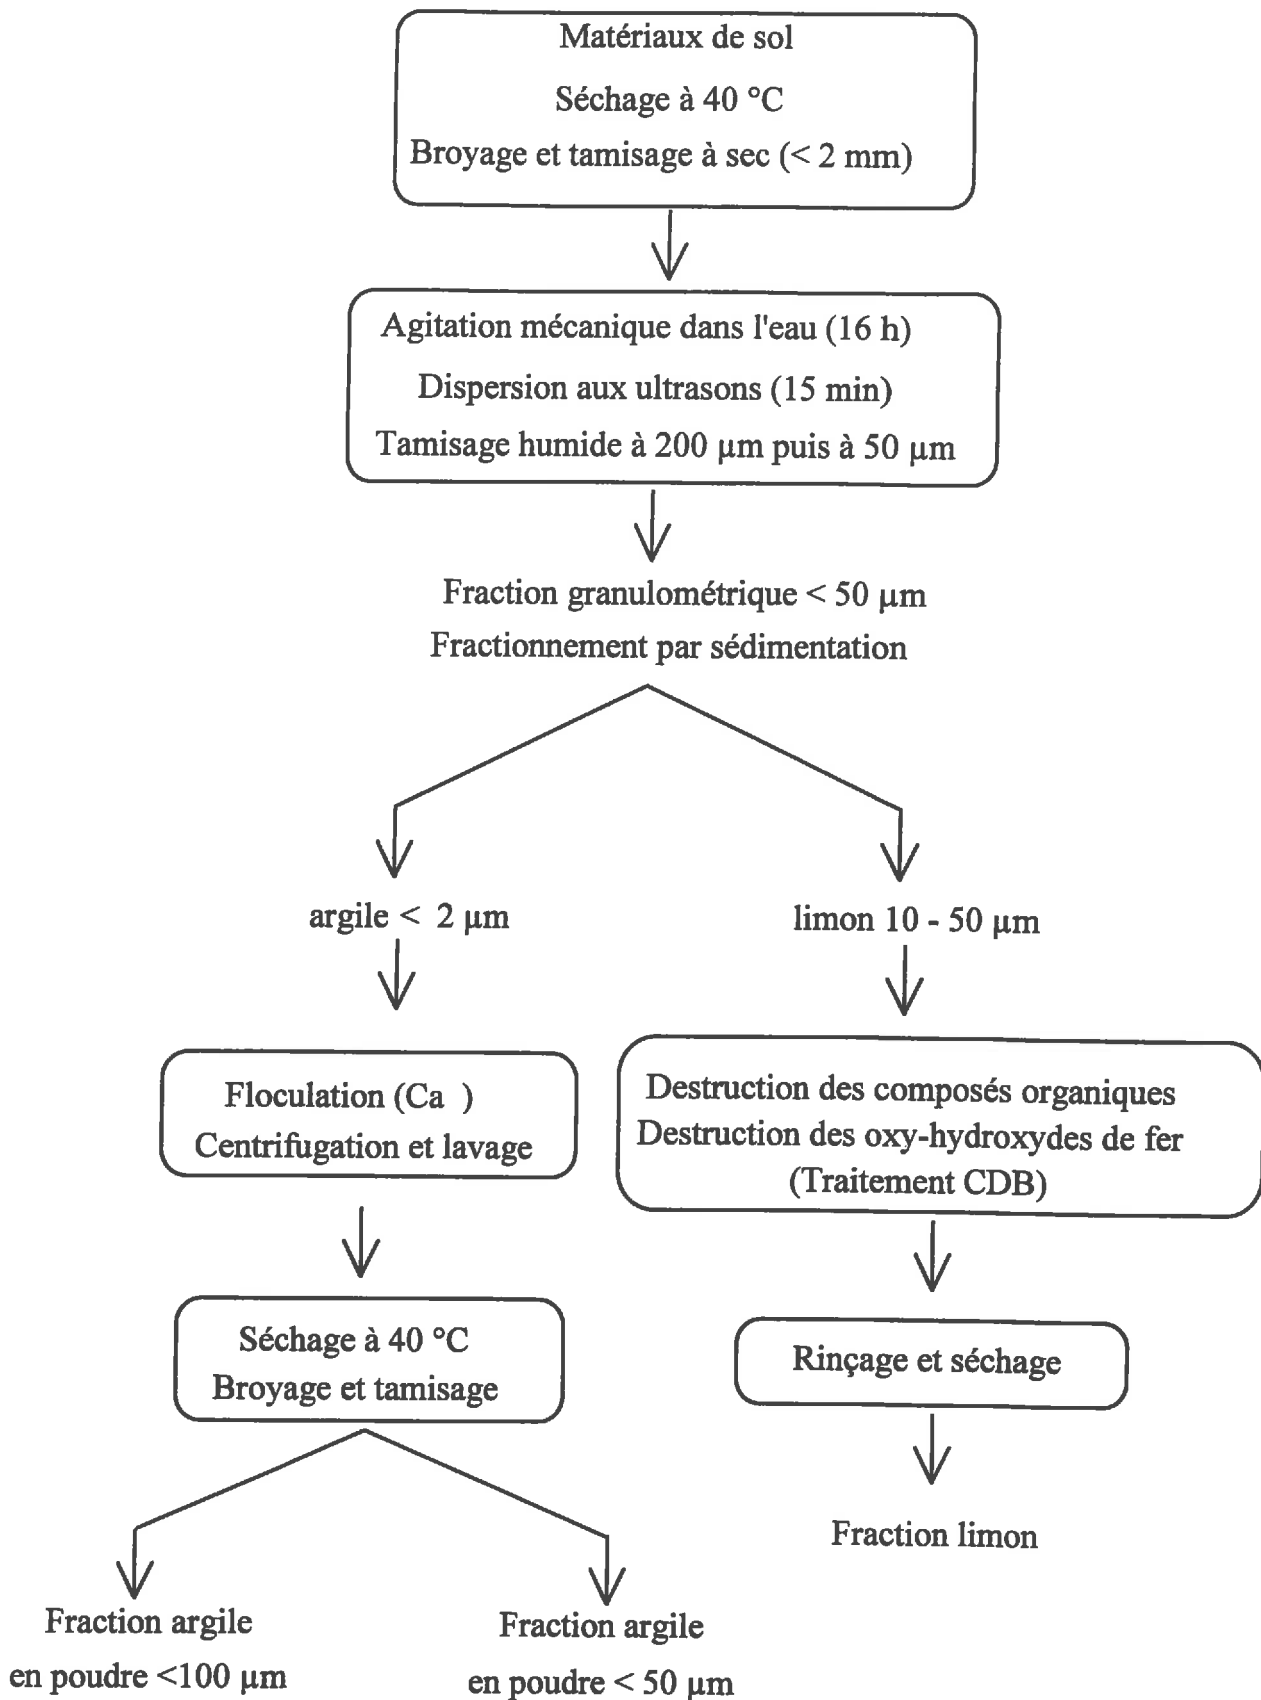 Matériaux de sol
Séchage à 40 °C
Broyage et tamisage à sec (< 2 mm)
Agitation mécanique dans l'eau (16 h)
Dispersion aux ultrasons (15 min)
Tamisage humide à 200 µm puis à 50 µm
Fraction granulométrique < 50 µm
Fractionnement par sédimentation
argile < 2 µm
limon 10 - 50 µm
Floculation (Ca )
Centrifugation et lavage
Destruction des composés organiques
Destruction des oxy-hydroxydes de fer
(Traitement CDB)
Séchage à 40 °C
Broyage et tamisage
Rinçage et séchage
Fraction limon
Fraction argile
en poudre <100 µm
Fraction argile
en poudre < 50 µm